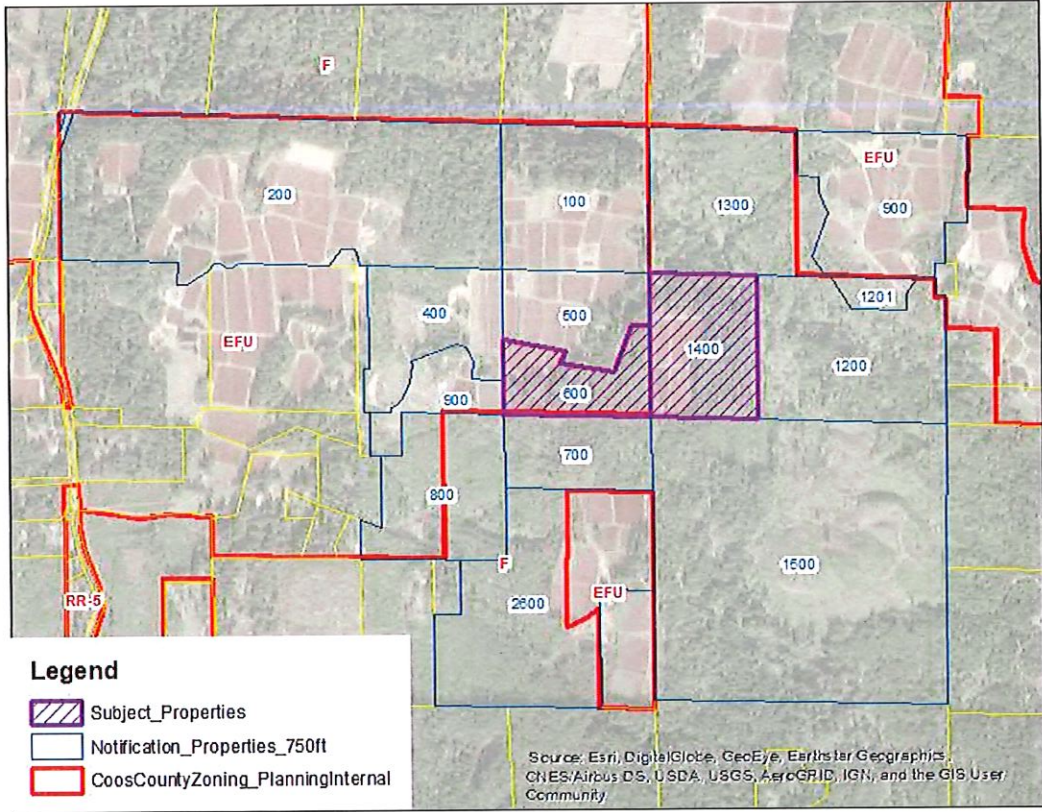 F
EFU
200
100
1300
900
1201
400
500
1400
1200
EFU
600
900
700
800
F
1500
EFU
2600
RR-5
Legend
Subject_Properties
Notification_Properties_750ft
CoosCountyZoning_PlanningInternal
Source: Esri, DigitalGlobe, GeoEye, Earthstar Geographics,
CNES/Airbus DS, USDA, USGS, AeroGRID, IGN, and the GIS User
Community